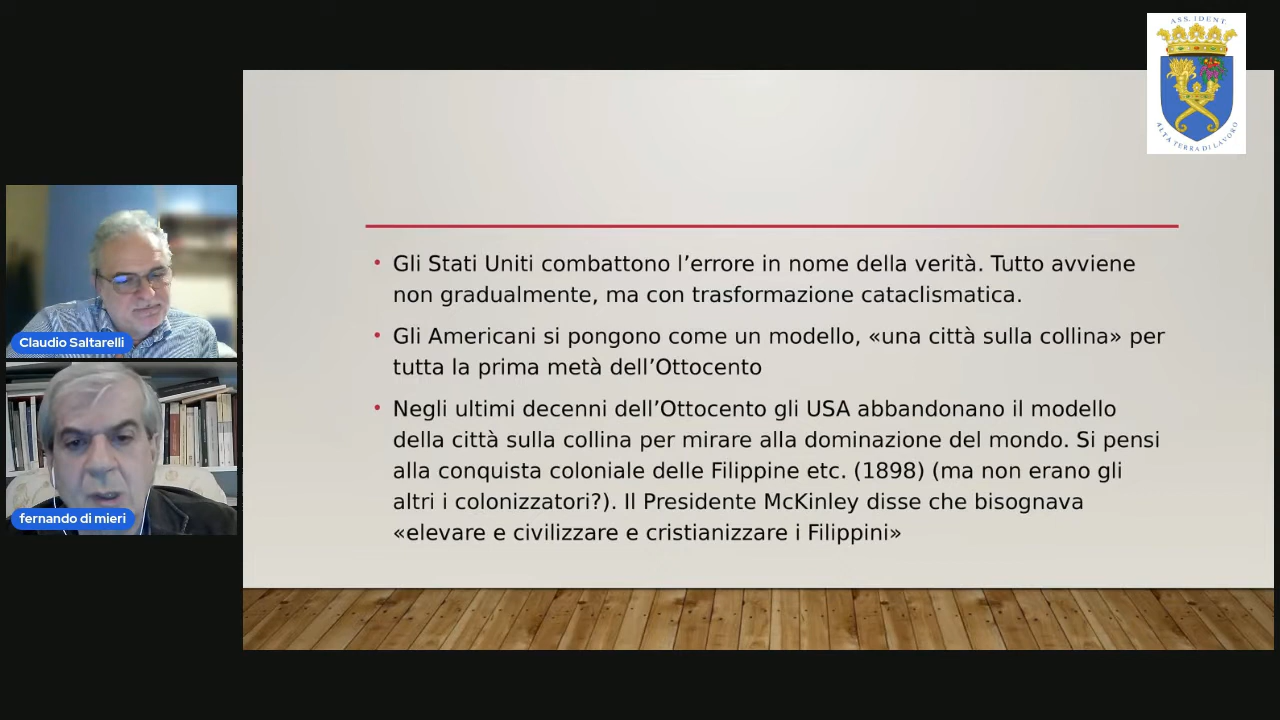 ASS. IDENT.
ALTA TERRA DI LAVORO
Gli Stati Uniti combattono l’errore in nome della verità. Tutto avviene
non gradualmente, ma con trasformazione cataclismatica.
Gli Americani si pongono come un modello, «una città sulla collina» per
tutta la prima metà dell’Ottocento
Negli ultimi decenni dell’Ottocento gli USA abbandonano il modello
della città sulla collina per mirare alla dominazione del mondo. Si pensi
alla conquista coloniale delle Filippine etc. (1898) (ma non erano gli
altri i colonizzatori?). Il Presidente McKinley disse che bisognava
«elevare e civilizzare e cristianizzare i Filippini»
Claudio Saltarelli
fernando di mieri